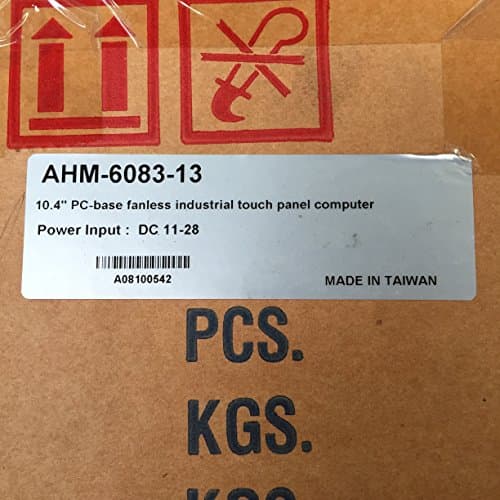 AHM-6083-13
10.4" PC-base fanless industrial touch panel computer
Power Input : DC 11-28
A08100542
MADE IN TAIWAN
PCS.
KGS.
KGS